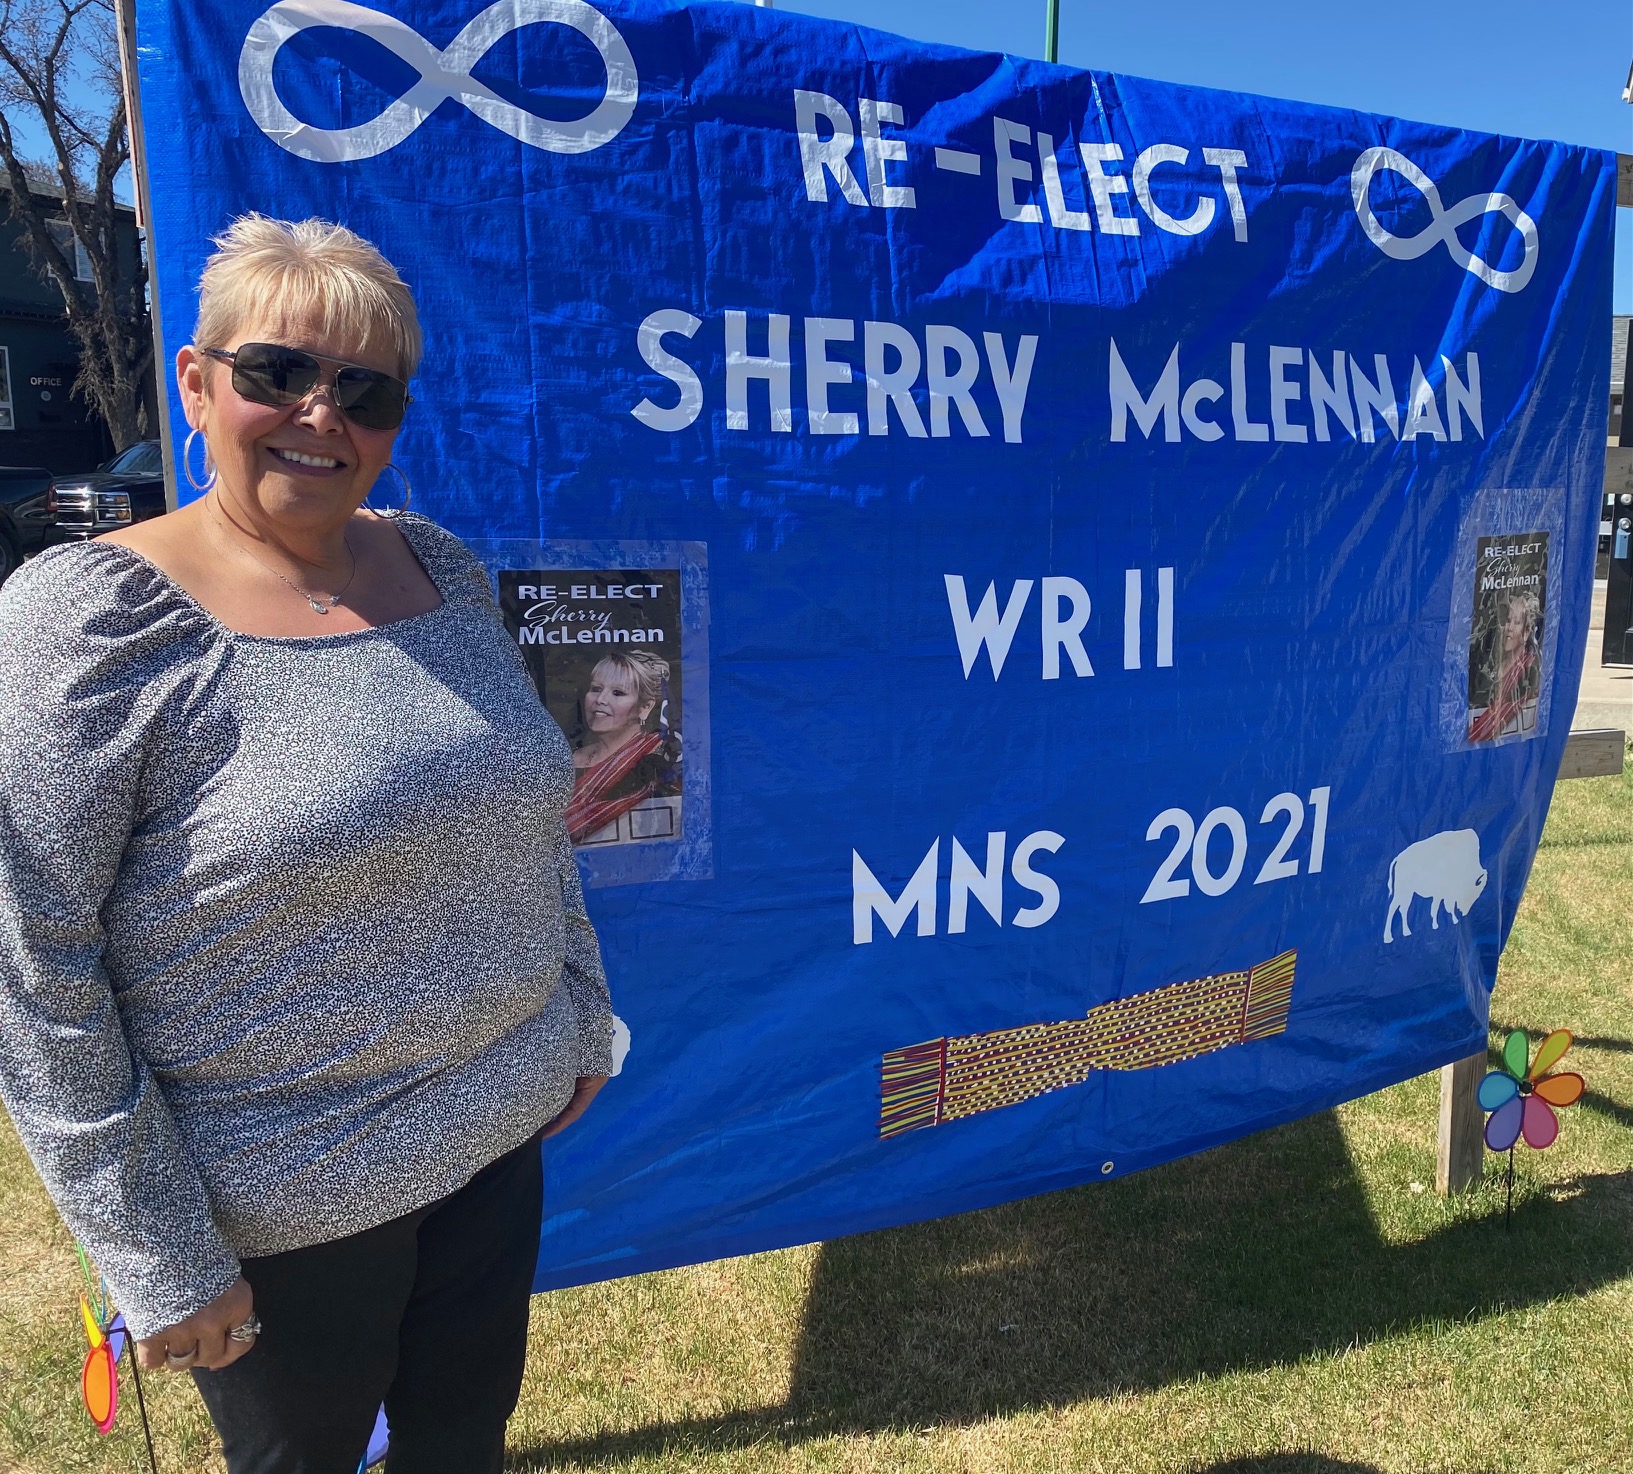 RE-ELECT
SHERRY McLENNAN
WR II
MNS 2021
RE-ELECT
Sherry
McLennan
RE-ELECT
Sherry
McLennan
OFFICE